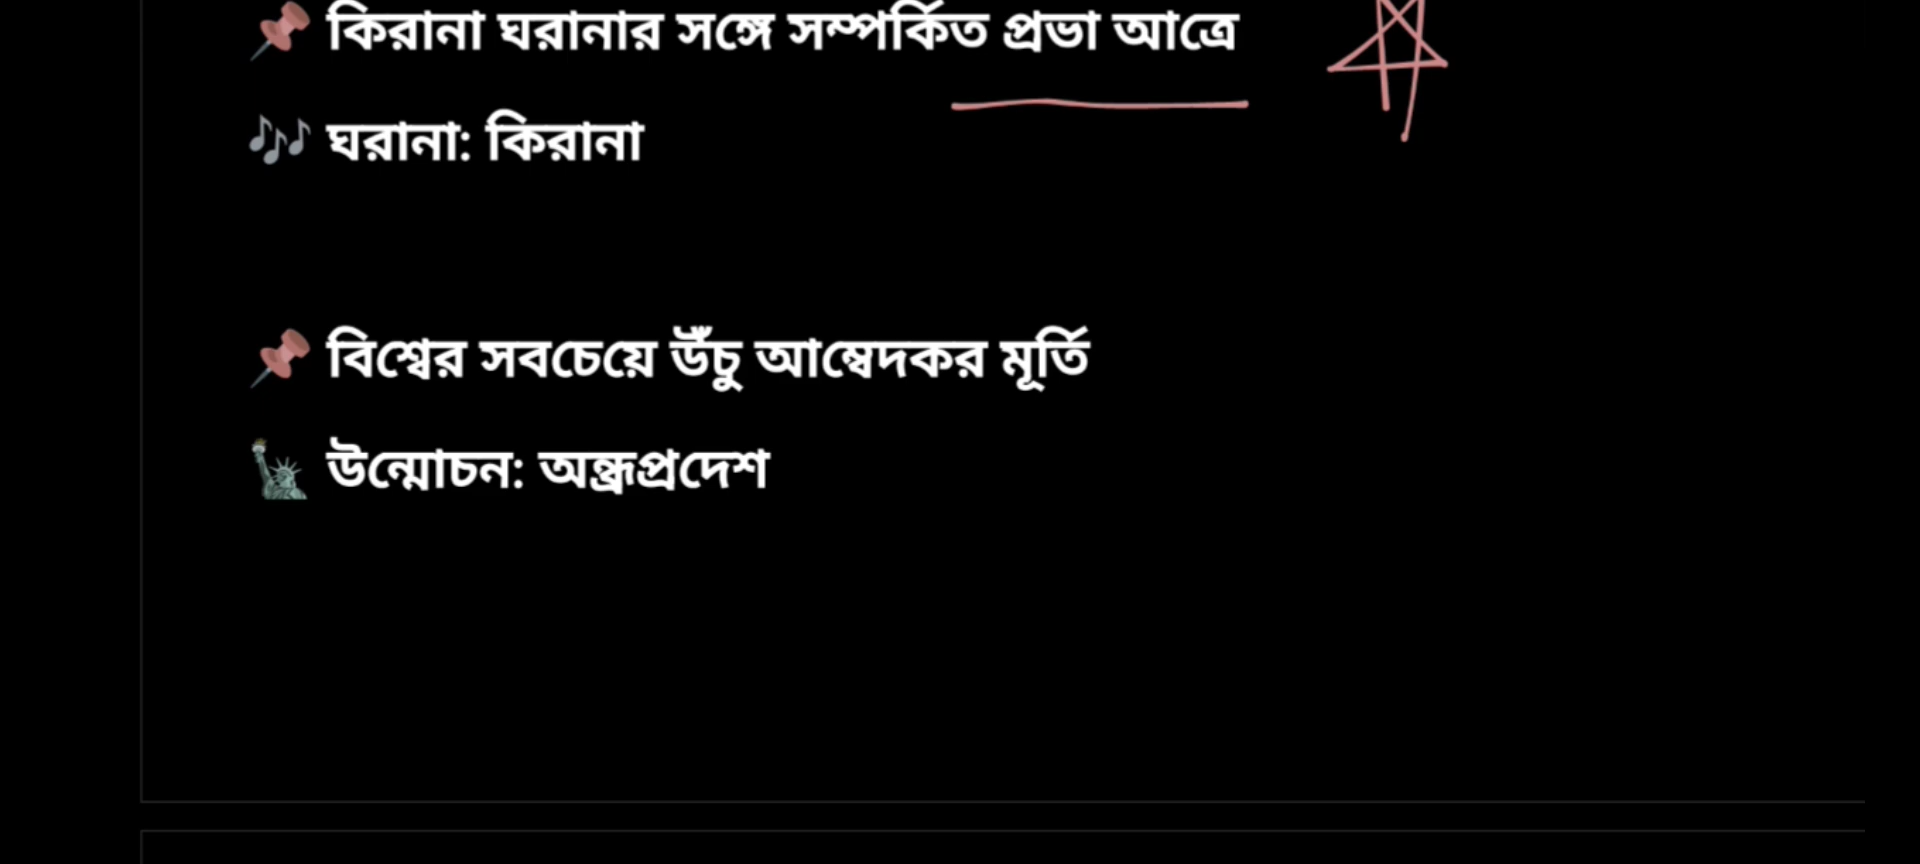 📌 কিরানা ঘরানার সঙ্গে সম্পর্কিত প্রভা আত্রে
🎶 ঘরানা: কিরানা
📌 বিশ্বের সবচেয়ে উঁচু আম্বেদকর মূর্তি
🗽 উন্মোচন: অন্ধ্রপ্রদেশ